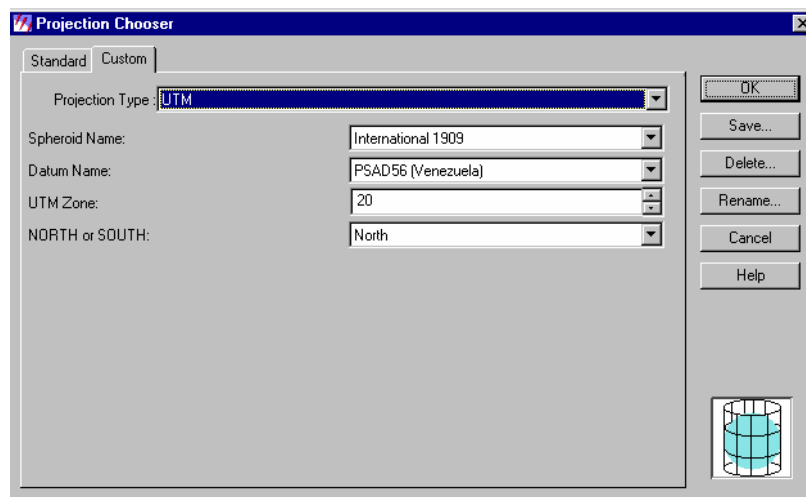 Projection Chooser
Standard Custom
Projection Type : UTM
Spheroid Name: International 1909
Datum Name: PSAD56 (Venezuela)
UTM Zone: 20
NORTH or SOUTH: North
OK
Save...
Delete...
Rename...
Cancel
Help